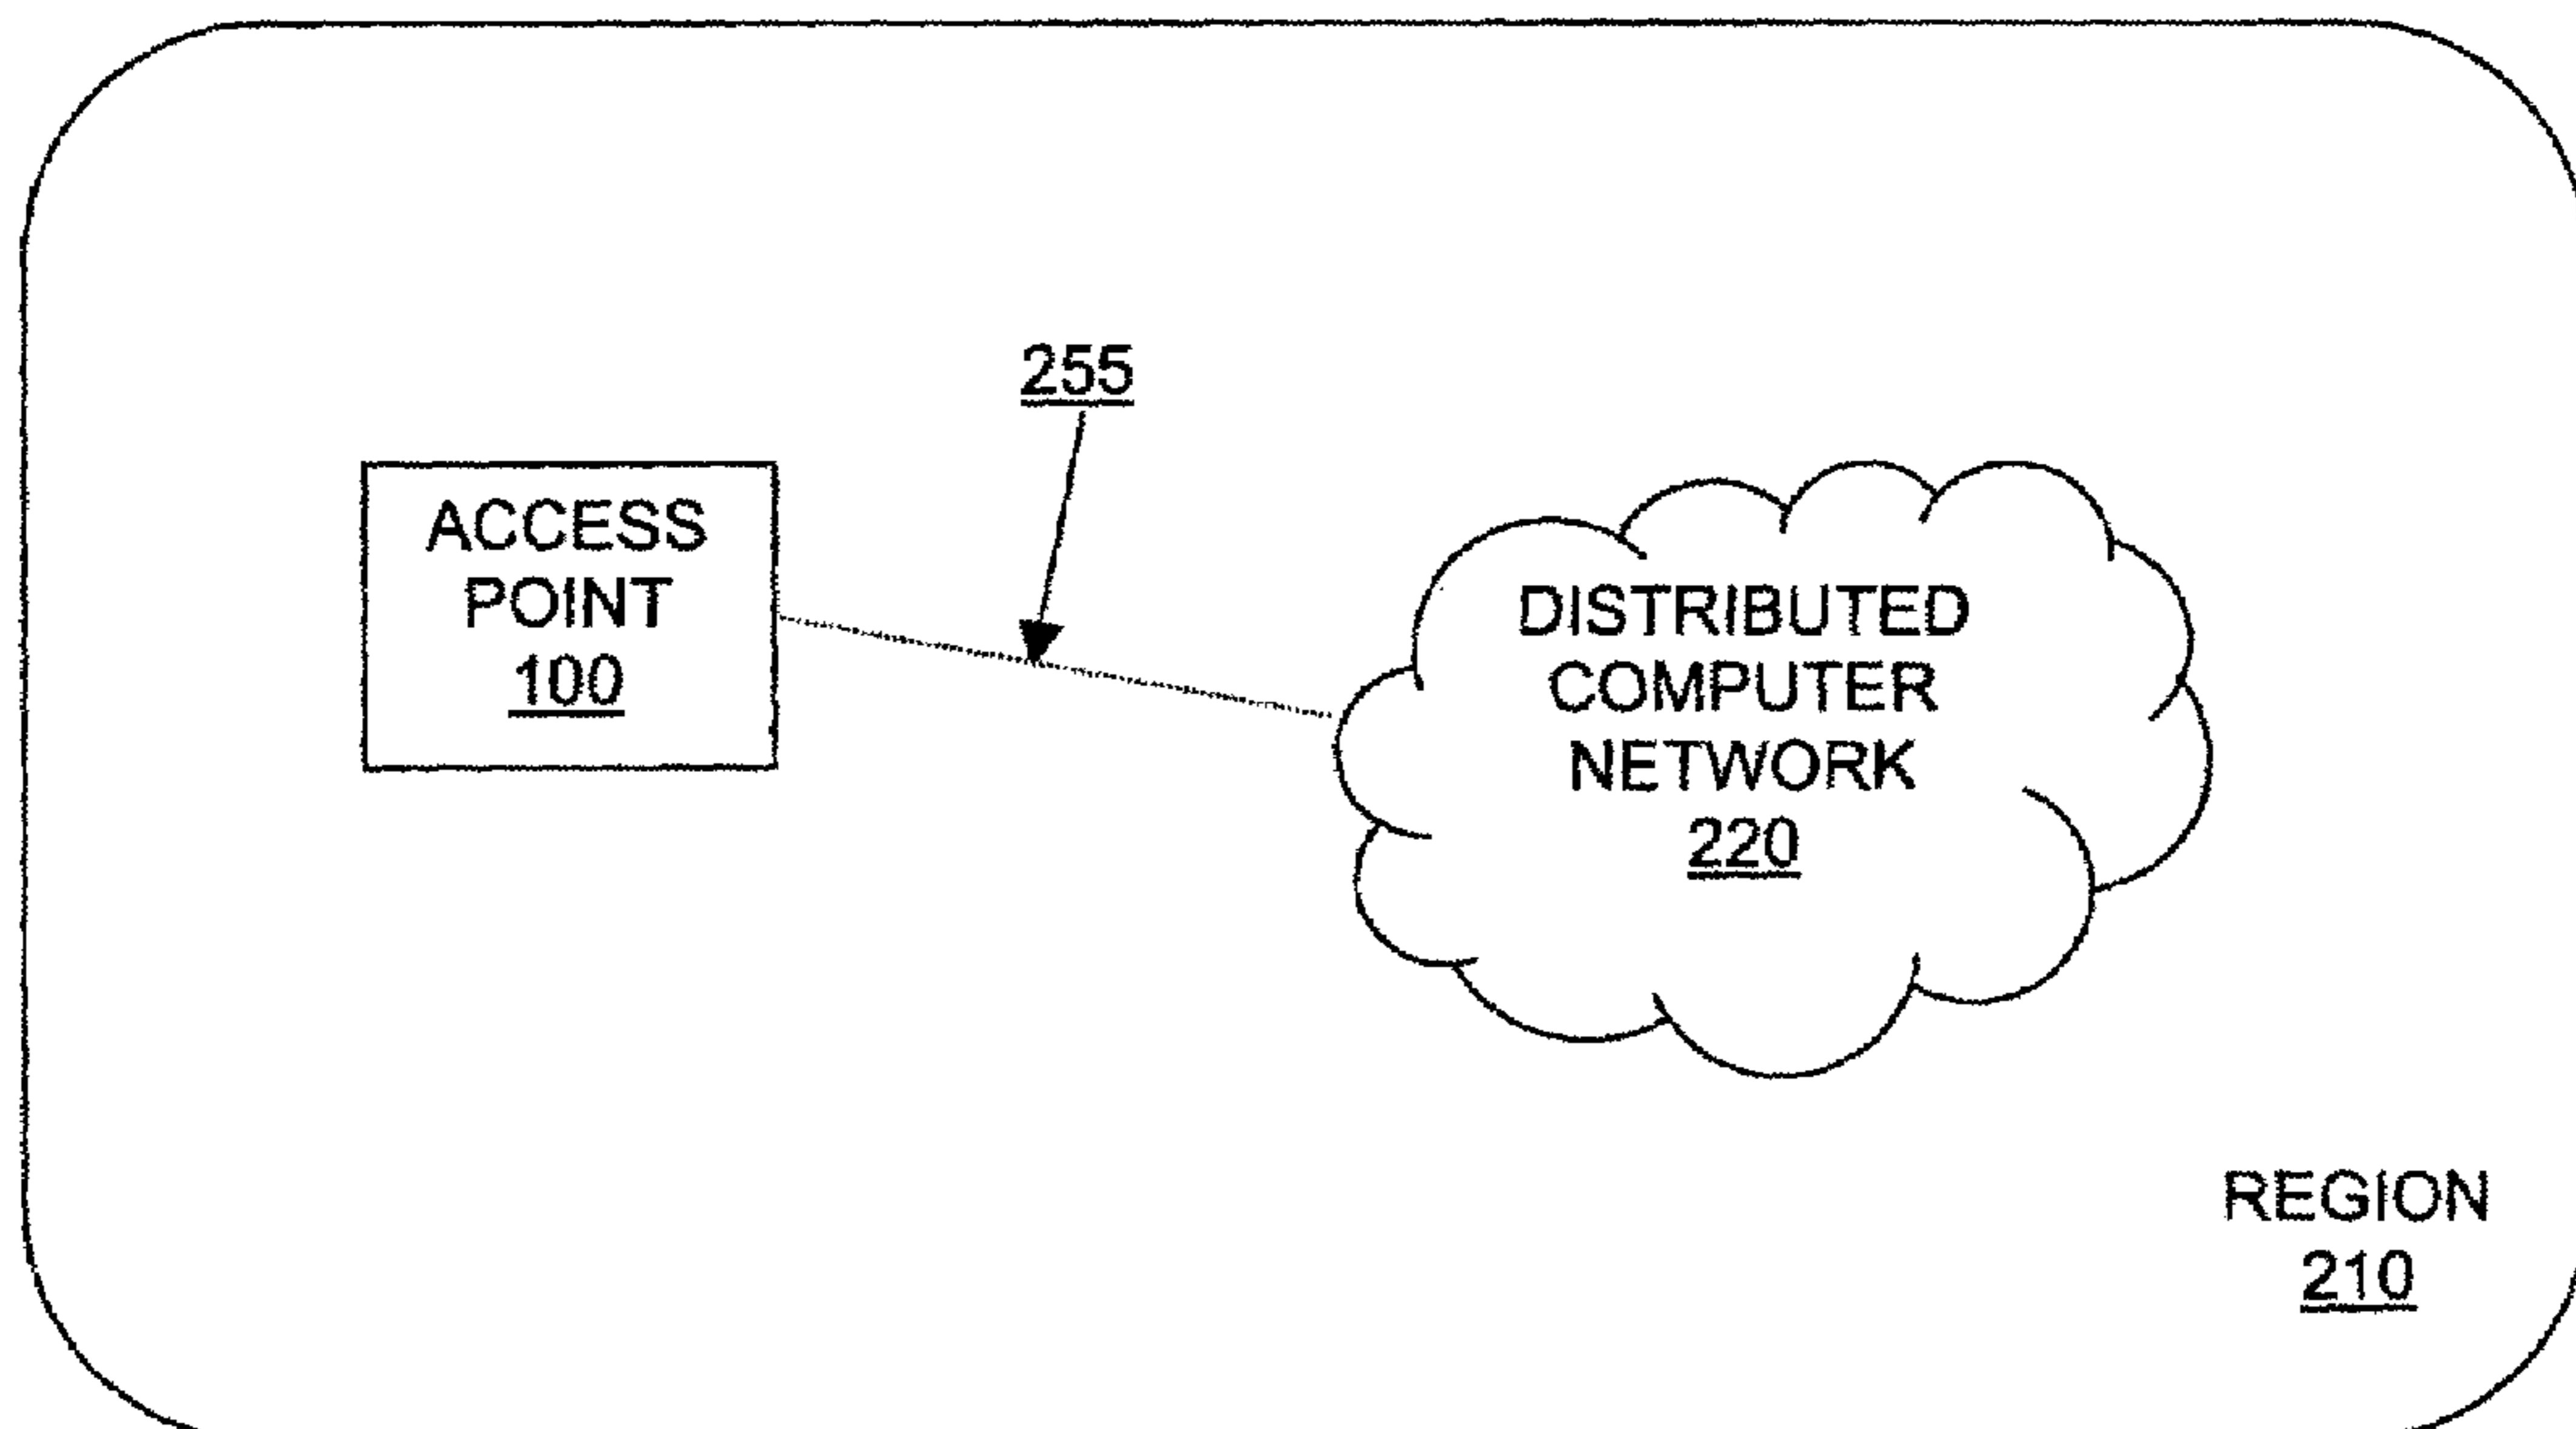 255
ACCESS
POINT
100
DISTRIBUTED
COMPUTER
NETWORK
220
REGION
210